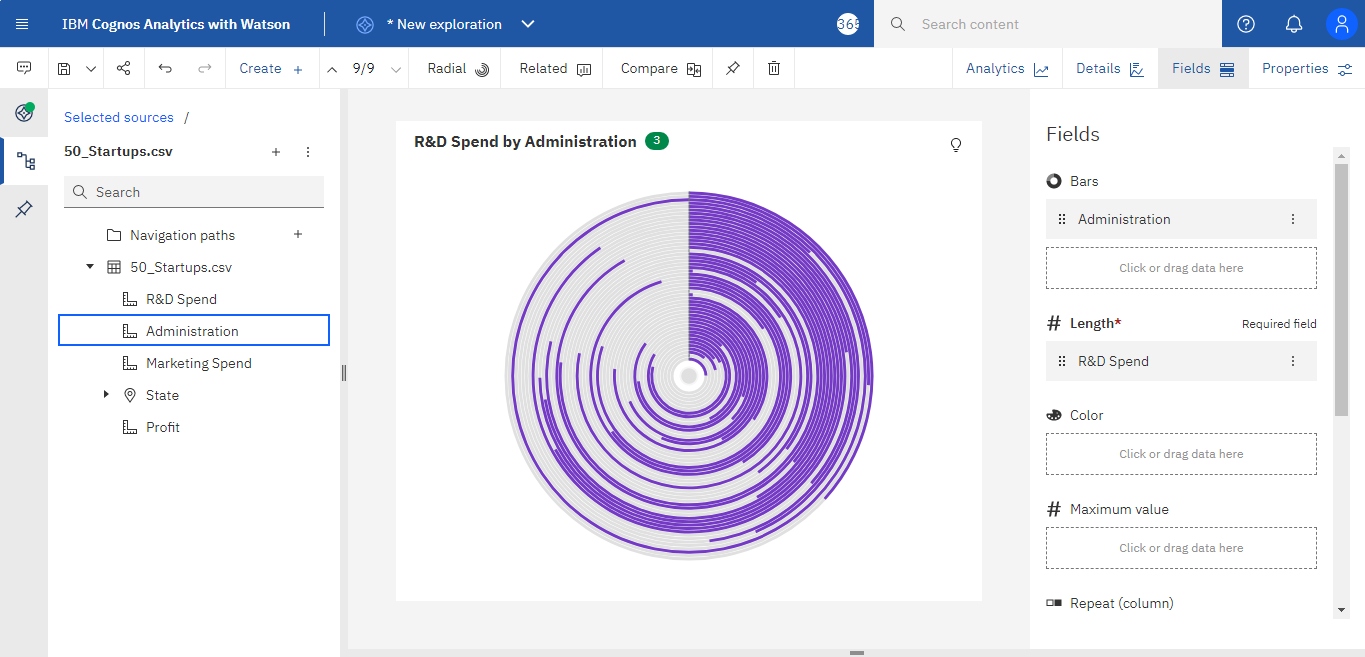 IBM Cognos Analytics with Watson
* New exploration
365
Search content
Create +
9/9
Radial
Related
Compare
Analytics
Details
Fields
Properties
Selected sources /
50_Startups.csv
Search
Navigation paths
50_Startups.csv
R&D Spend
Administration
Marketing Spend
State
Profit
R&D Spend by Administration 3
Fields
Bars
Administration
Click or drag data here
# Length* Required field
R&D Spend
Color
Click or drag data here
# Maximum value
Click or drag data here
Repeat (column)